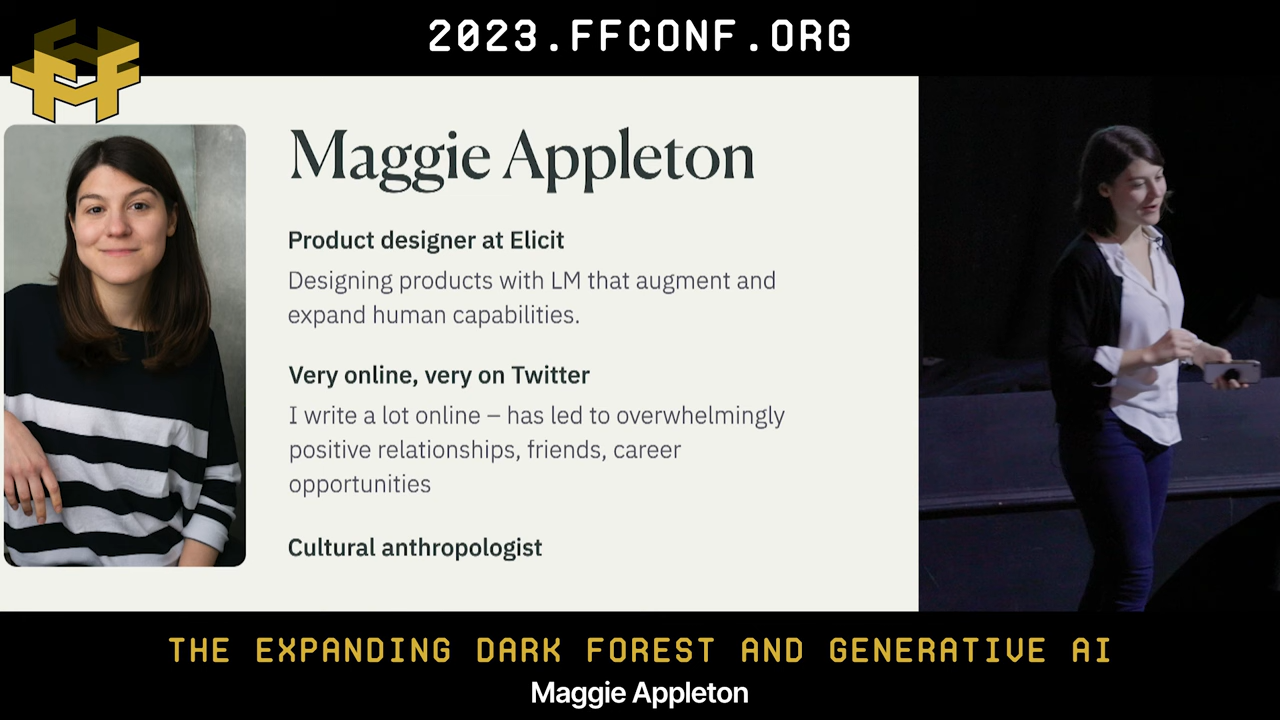 2023.FFCONF.ORG
FF
Maggie Appleton
Product designer at Elicit
Designing products with LM that augment and
expand human capabilities.
Very online, very on Twitter
I write a lot online – has led to overwhelmingly
positive relationships, friends, career
opportunities
Cultural anthropologist
THE EXPANDING DARK FOREST AND GENERATIVE AI
Maggie Appleton